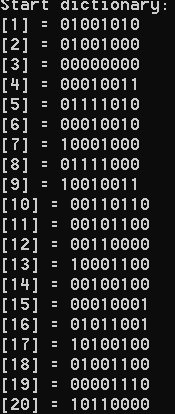 Start dictionary:
[1] = 01001010
[2] = 01001000
[3] = 00000000
[4] = 00010011
[5] = 01111010
[6] = 00010010
[7] = 10001000
[8] = 01111000
[9] = 10010011
[10] = 00110110
[11] = 00101100
[12] = 00110000
[13] = 10001100
[14] = 00100100
[15] = 00010001
[16] = 01011001
[17] = 10100100
[18] = 01001100
[19] = 00001110
[20] = 10110000